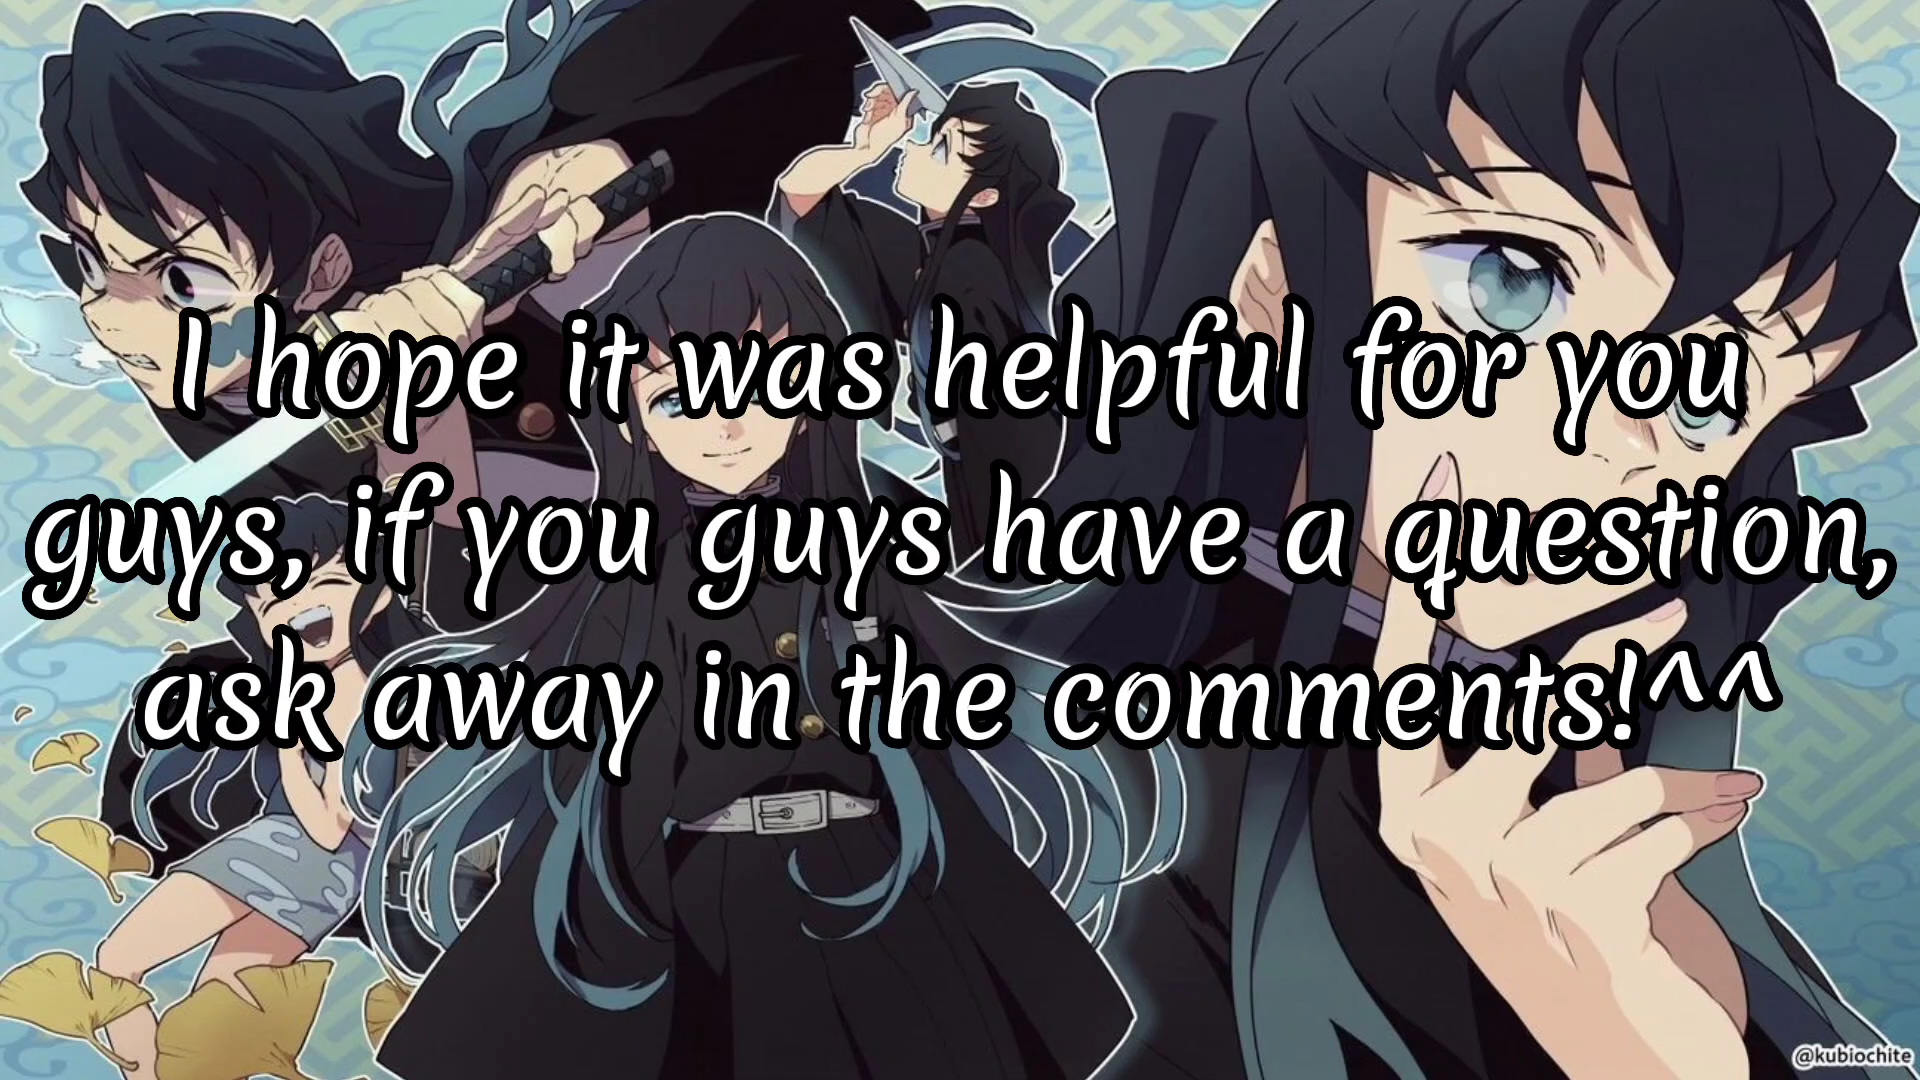 I hope it was helpful for you
guys, if you guys have a question,
ask away in the comments!^^
@kubiochite